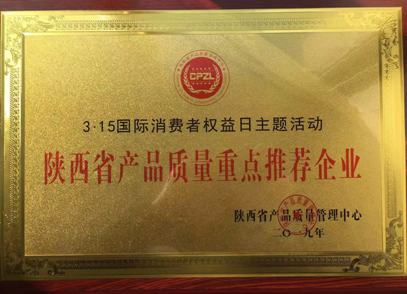 CPZL
3·15国际消费者权益日主题活动
陕西省产品质量重点推荐企业
陕西省产品质量管理中心
二〇一九年